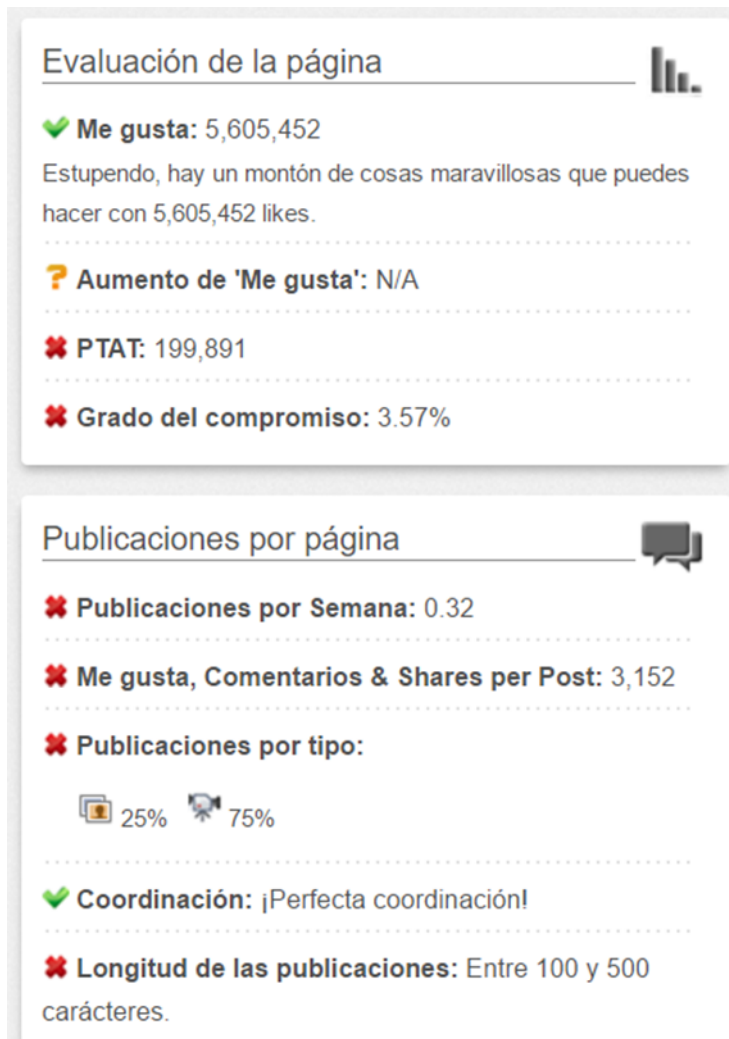 Evaluación de la página
Me gusta: 5,605,452
Estupendo, hay un montón de cosas maravillosas que puedes
hacer con 5,605,452 likes.
? Aumento de 'Me gusta': N/A
PTAT: 199,891
Grado del compromiso: 3.57%
Publicaciones por página
Publicaciones por Semana: 0.32
Me gusta, Comentarios & Shares per Post: 3,152
Publicaciones por tipo:
25% 75%
Coordinación: ¡Perfecta coordinación!
Longitud de las publicaciones: Entre 100 y 500
carácteres.